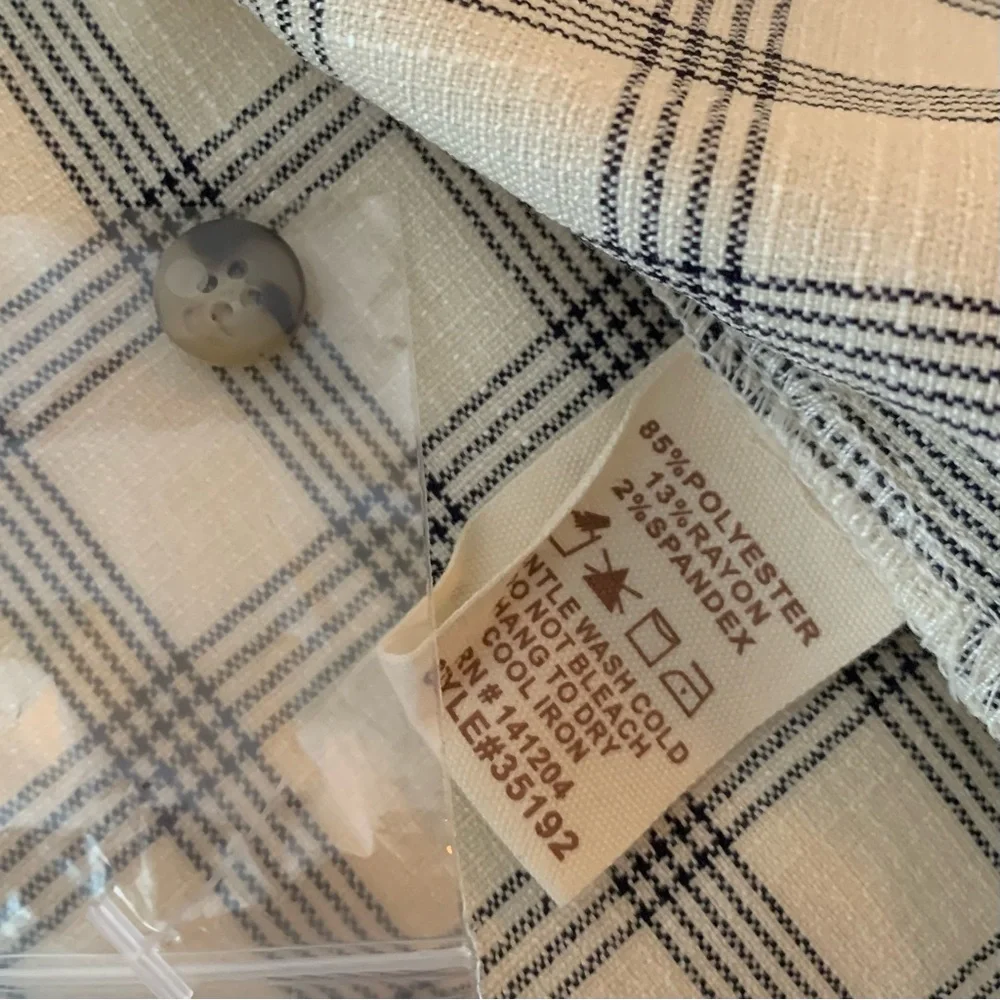 85%POLYESTER
13%RAYON
2%SPANDEX
NTLE WASH COLD
DO NOT BLEACH
HANG TO DRY
COOL IRON
RN # 141204
YLE#35192